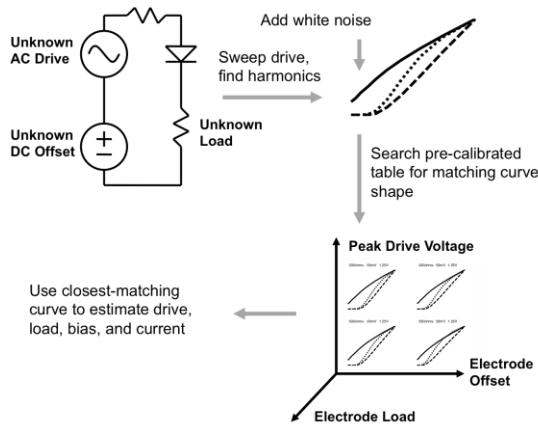 Add white noise
Unknown
AC Drive
Sweep drive,
find harmonics
Unknown
DC Offset
Unknown
Load
Search pre-calibrated
table for matching curve
shape
Peak Drive Voltage
Use closest-matching
curve to estimate drive,
load, bias, and current
Electrode
Offset
Electrode Load